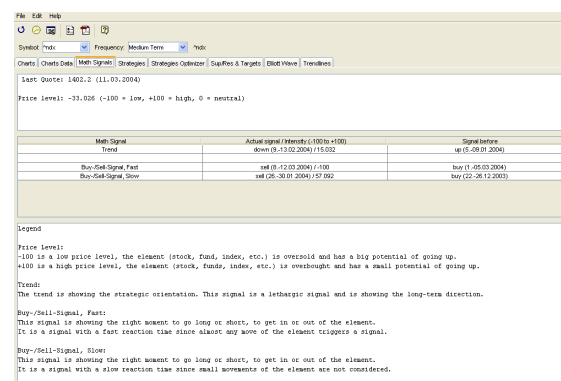 File Edit Help
Symbol: ^ndx Frequency: Medium Term ^ndx
Charts Charts Data Math Signals Strategies Strategies Optimizer Sup/Res & Targets Elliott Wave Trendlines
Last Quote: 1402.2 (11.03.2004)
Price level: -33.026 (-100 = low, +100 = high, 0 = neutral)
Math Signal Actual signal / Intensity (-100 to +100) Signal before
Trend down (9.-13.02.2004) / 15.032 up (5.-09.01.2004)
Buy-/Sell-Signal, Fast sell (8.-12.03.2004) / -100 buy (1.-05.03.2004)
Buy-/Sell-Signal, Slow sell (26.-30.01.2004) / 57.092 buy (22.-26.12.2003)
Legend
Price Level:
-100 is a low price level, the element (stock, fund, index, etc.) is oversold and has a big potential of going up.
+100 is a high price level, the element (stock, funds, index, etc.) is overbought and has a small potential of going up.
Trend:
The trend is showing the strategic orientation. This signal is a lethargic signal and is showing the long-term direction.
Buy-/Sell-Signal, Fast:
This signal is showing the right moment to go long or short, to get in or out of the element.
It is a signal with a fast reaction time since almost any move of the element triggers a signal.
Buy-/Sell-Signal, Slow:
This signal is showing the right moment to go long or short, to get in or out of the element.
It is a signal with a slow reaction time since small movements of the element are not considered.